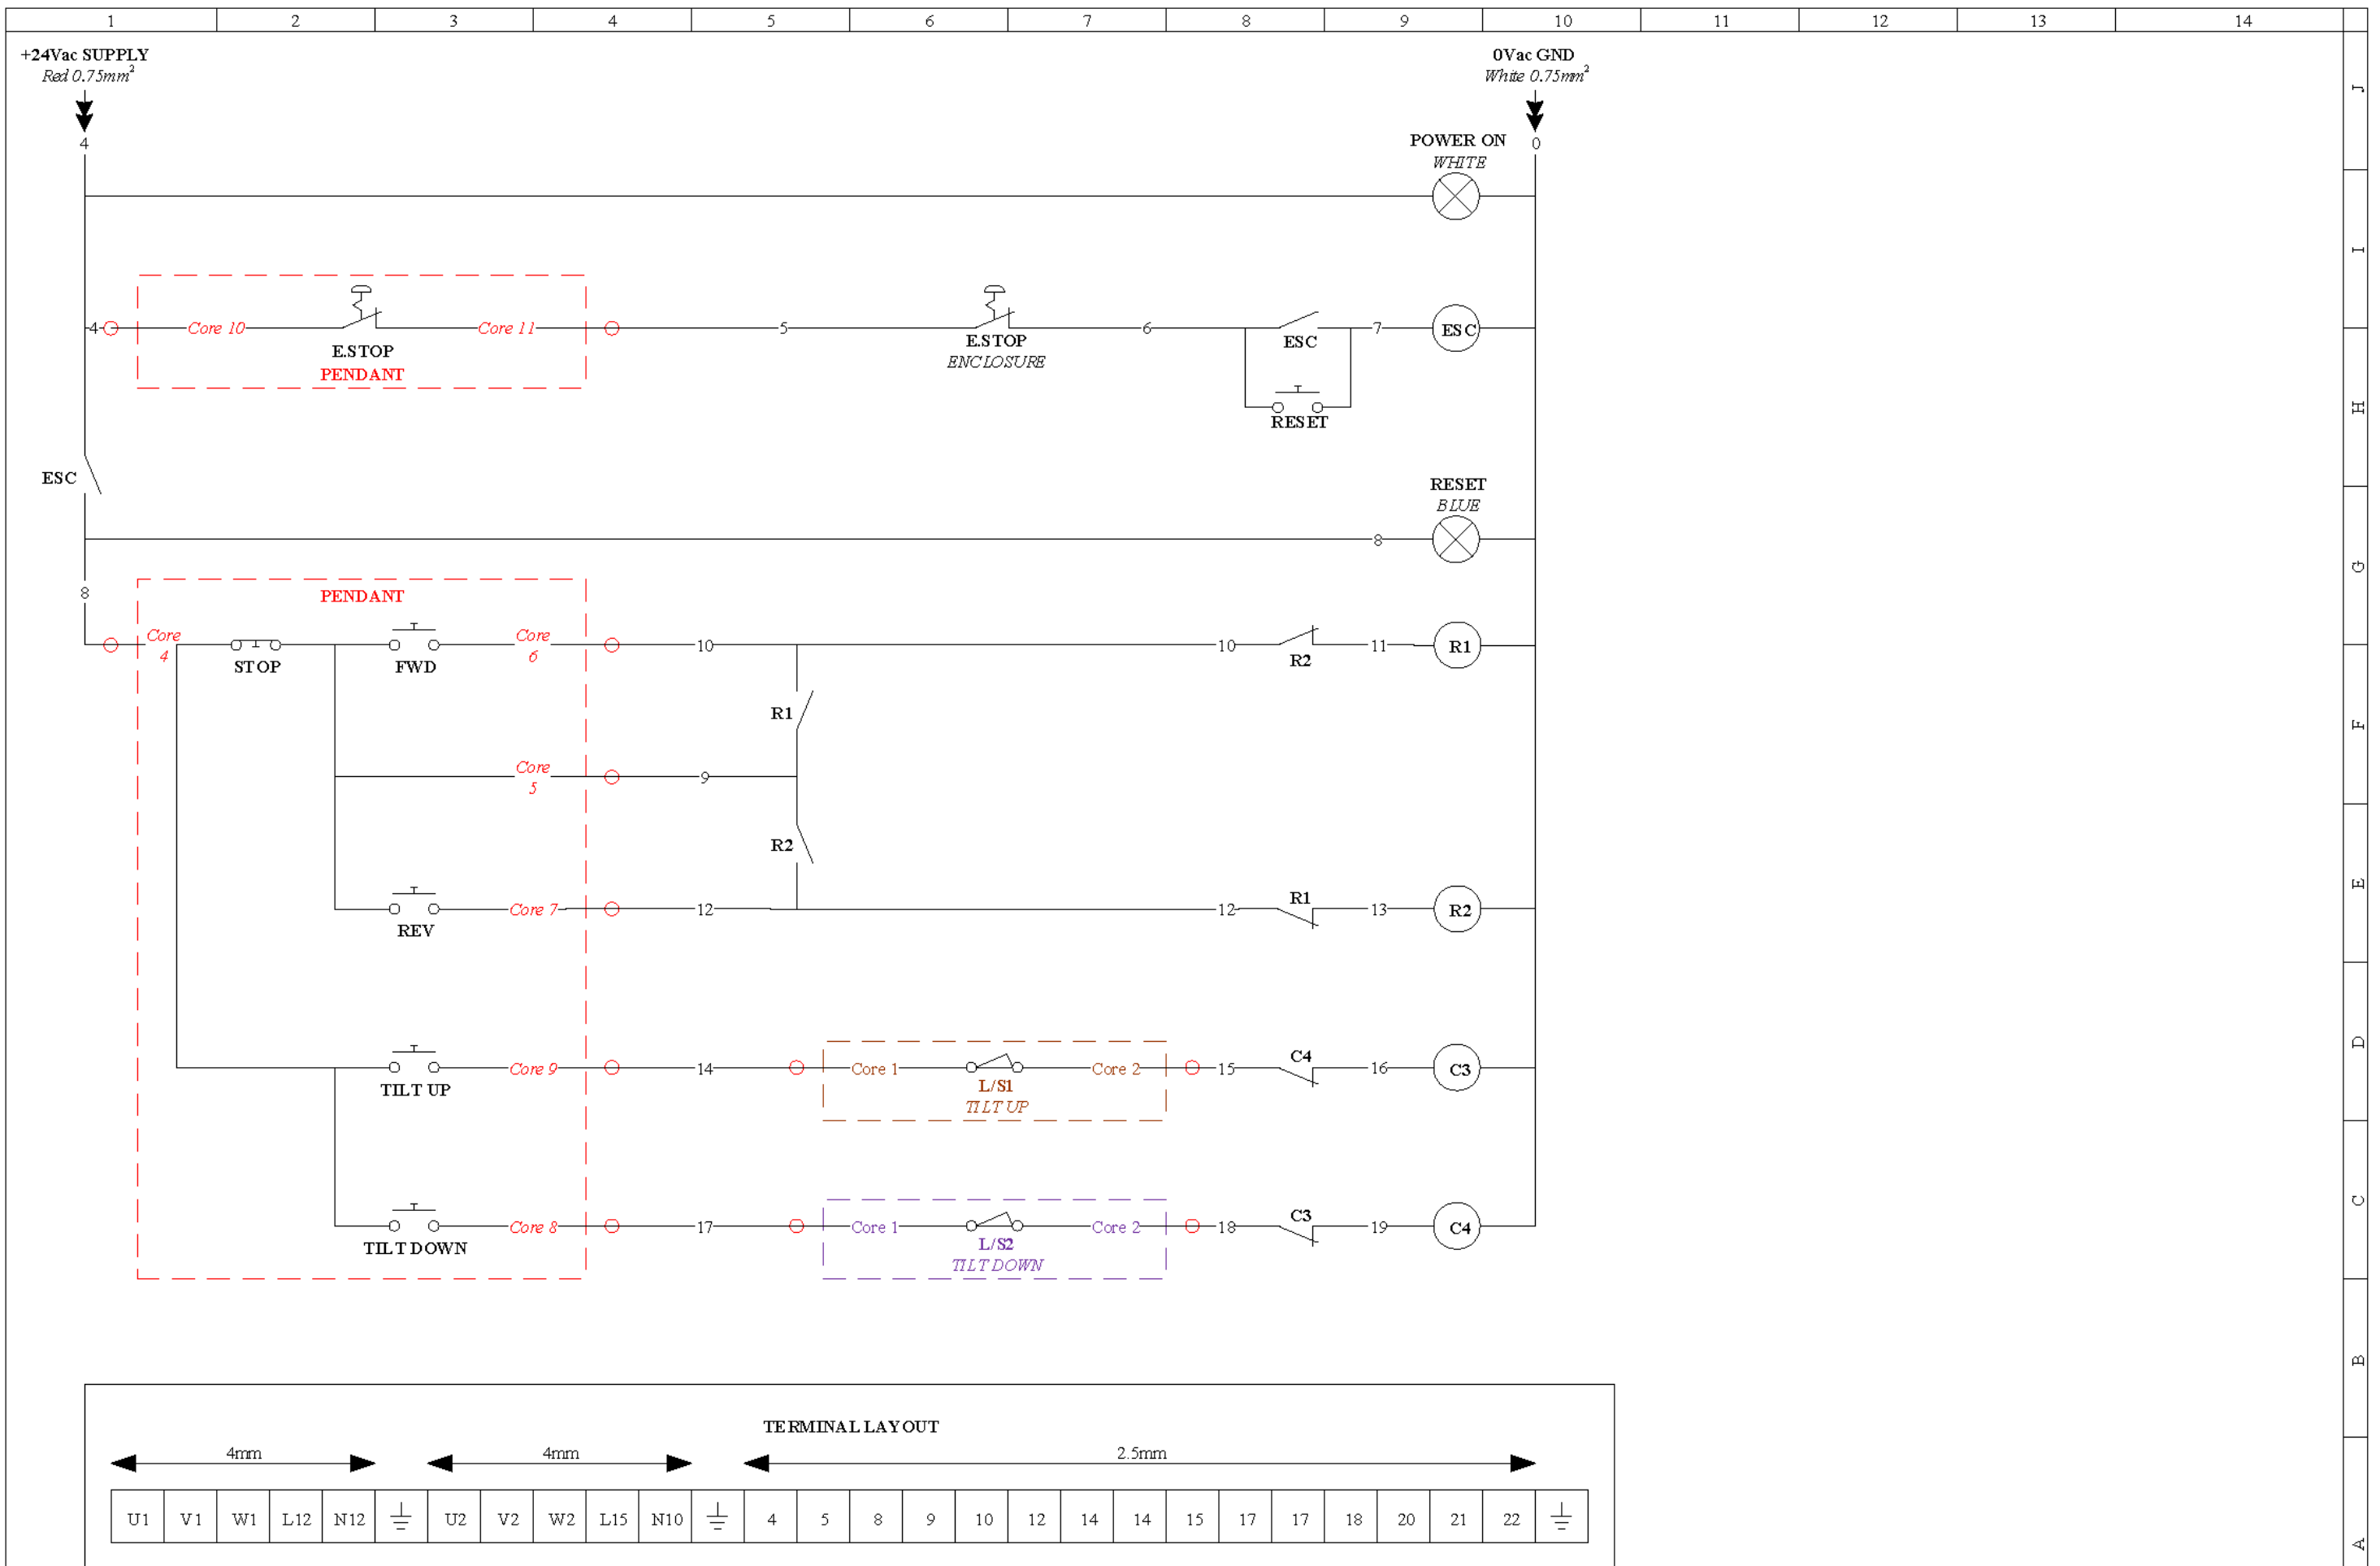 1 2 3 4 5 6 7 8 9 10 11 12 13 14
+24Vac SUPPLY
Red 0.75mm²
0Vac GND
White 0.75mm²
J
4
POWER ON
WHITE
0
I
4 Core 10 Core 11 5 6 7 ESC
E.STOP
PENDANT
E.STOP
ENCLOSURE
ESC
RESET
H
ESC
RESET
BLUE
8
G
8
PENDANT
Core
4
STOP
FWD
Core
6
10 10
R2
11 R1
R1
F
Core
5
9
R2
E
REV
Core 7 12 12
R1
13 R2
D
TILT UP
Core 9 14 Core 1
L/S1
TILT UP
Core 2 15
C4
16 C3
C
TILT DOWN
Core 8 17 Core 1
L/S2
TILT DOWN
Core 2 18
C3
19 C4
B
TERMINAL LAYOUT
4mm 4mm 2.5mm
U1 V1 W1 L12 N12 U2 V2 W2 L15 N10 4 5 8 9 10 12 14 14 15 17 17 18 20 21 22
A